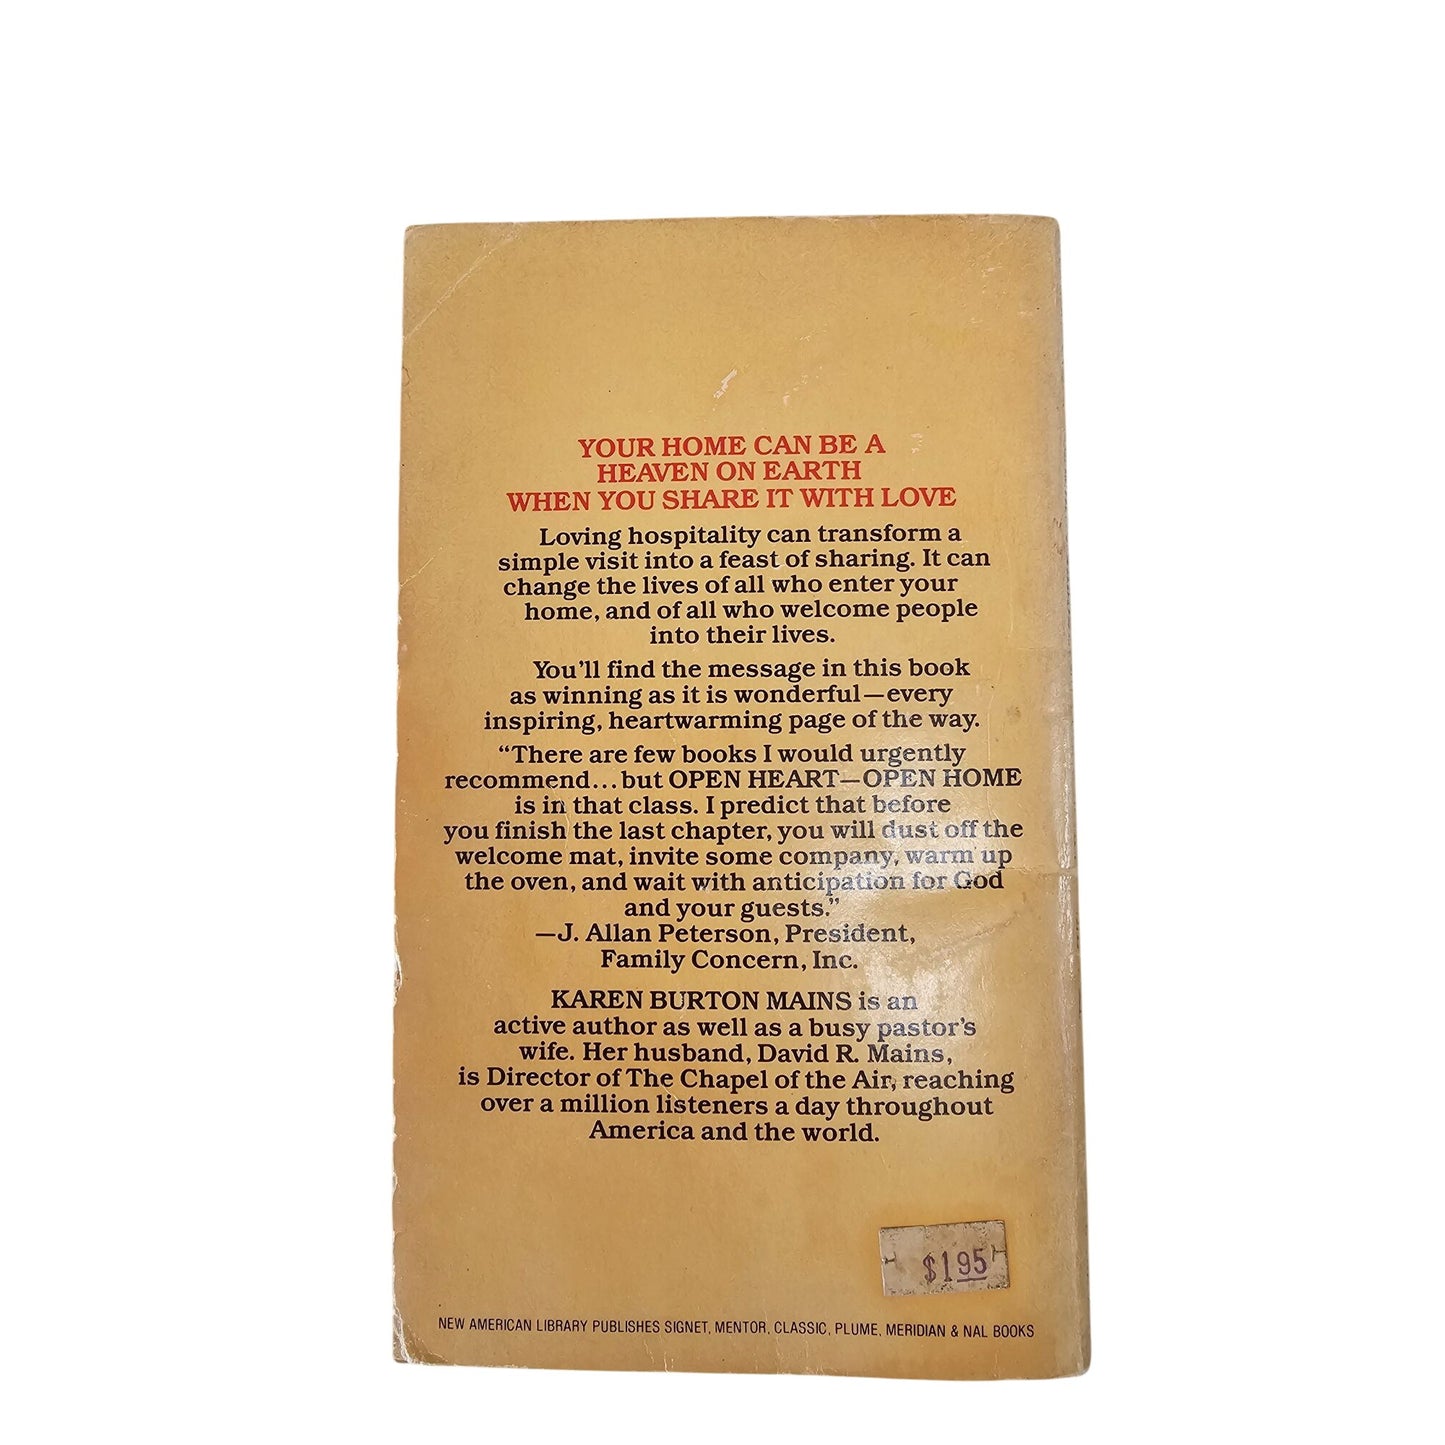 YOUR HOME CAN BE A
HEAVEN ON EARTH
WHEN YOU SHARE IT WITH LOVE
Loving hospitality can transform a
simple visit into a feast of sharing. It can
change the lives of all who enter your
home, and of all who welcome people
into their lives.
You'll find the message in this book
as winning as it is wonderful—every
inspiring, heartwarming page of the way.
“There are few books I would urgently
recommend...but OPEN HEART—OPEN HOME
is in that class. I predict that before
you finish the last chapter, you will dust off the
welcome mat, invite some company, warm up
the oven, and wait with anticipation for God
and your guests.”
—J. Allan Peterson, President,
Family Concern, Inc.
KAREN BURTON MAINS is an
active author as well as a busy pastor's
wife. Her husband, David R. Mains,
is Director of The Chapel of the Air, reaching
over a million listeners a day throughout
America and the world.
$1.95
NEW AMERICAN LIBRARY PUBLISHES SIGNET, MENTOR, CLASSIC, PLUME, MERIDIAN & NAL BOOKS